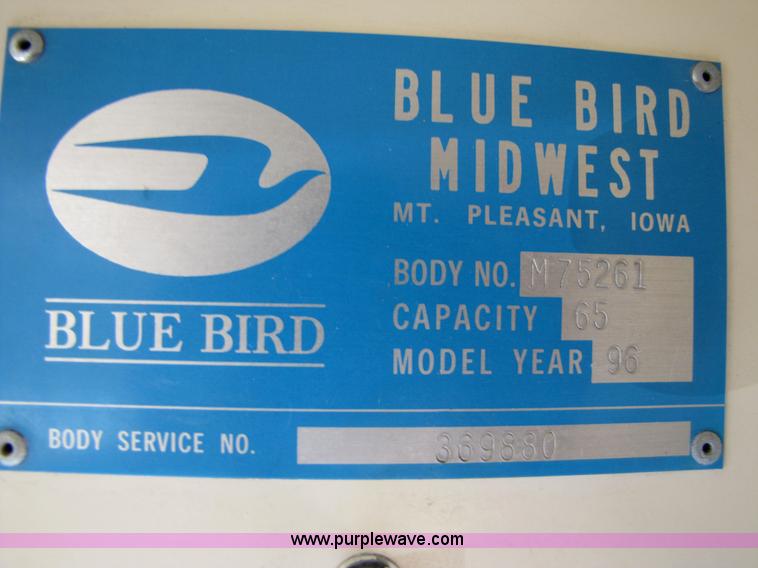 BLUE BIRD
MIDWEST
MT. PLEASANT, IOWA
BODY NO. M75261
CAPACITY 65
MODEL YEAR 96
BLUE BIRD
BODY SERVICE NO. 369880
www.purplewave.com